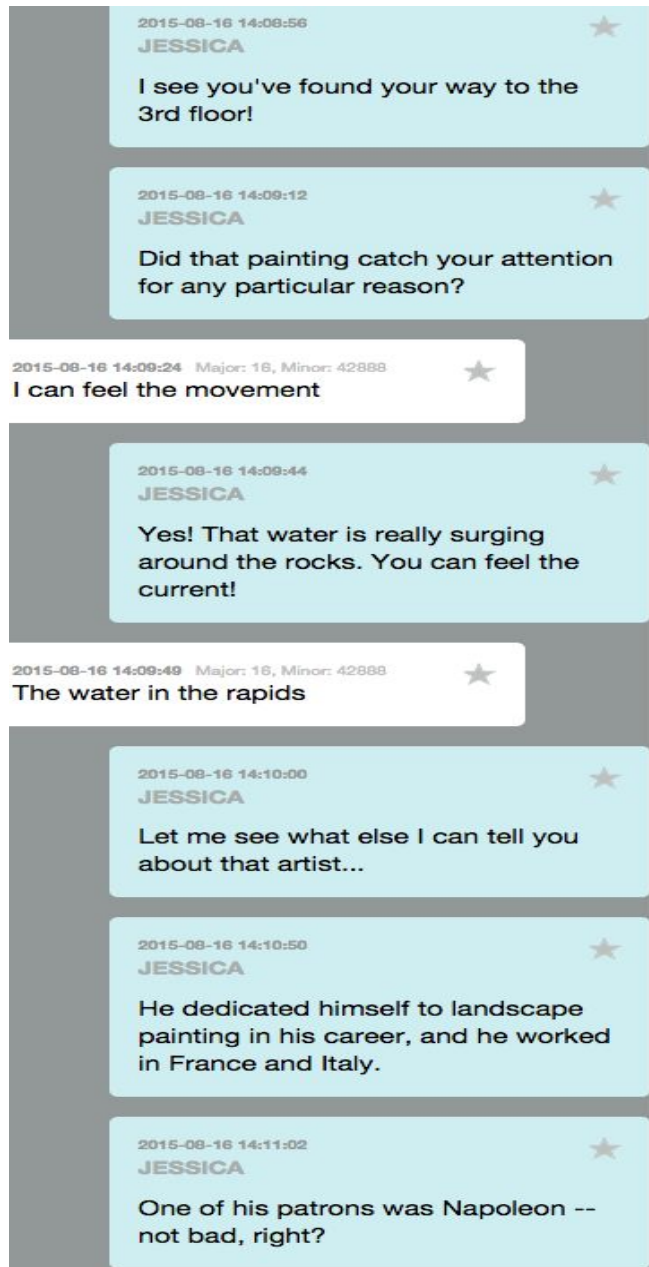 2015-08-16 14:08:56
JESSICA
I see you've found your way to the
3rd floor!
2015-08-16 14:09:12
JESSICA
Did that painting catch your attention
for any particular reason?
2015-08-16 14:09:24 Major: 16, Minor: 42888
I can feel the movement
2015-08-16 14:09:44
JESSICA
Yes! That water is really surging
around the rocks. You can feel the
current!
2015-08-16 14:09:49 Major: 16, Minor: 42888
The water in the rapids
2015-08-16 14:10:00
JESSICA
Let me see what else I can tell you
about that artist...
2015-08-16 14:10:50
JESSICA
He dedicated himself to landscape
painting in his career, and he worked
in France and Italy.
2015-08-16 14:11:02
JESSICA
One of his patrons was Napoleon --
not bad, right?